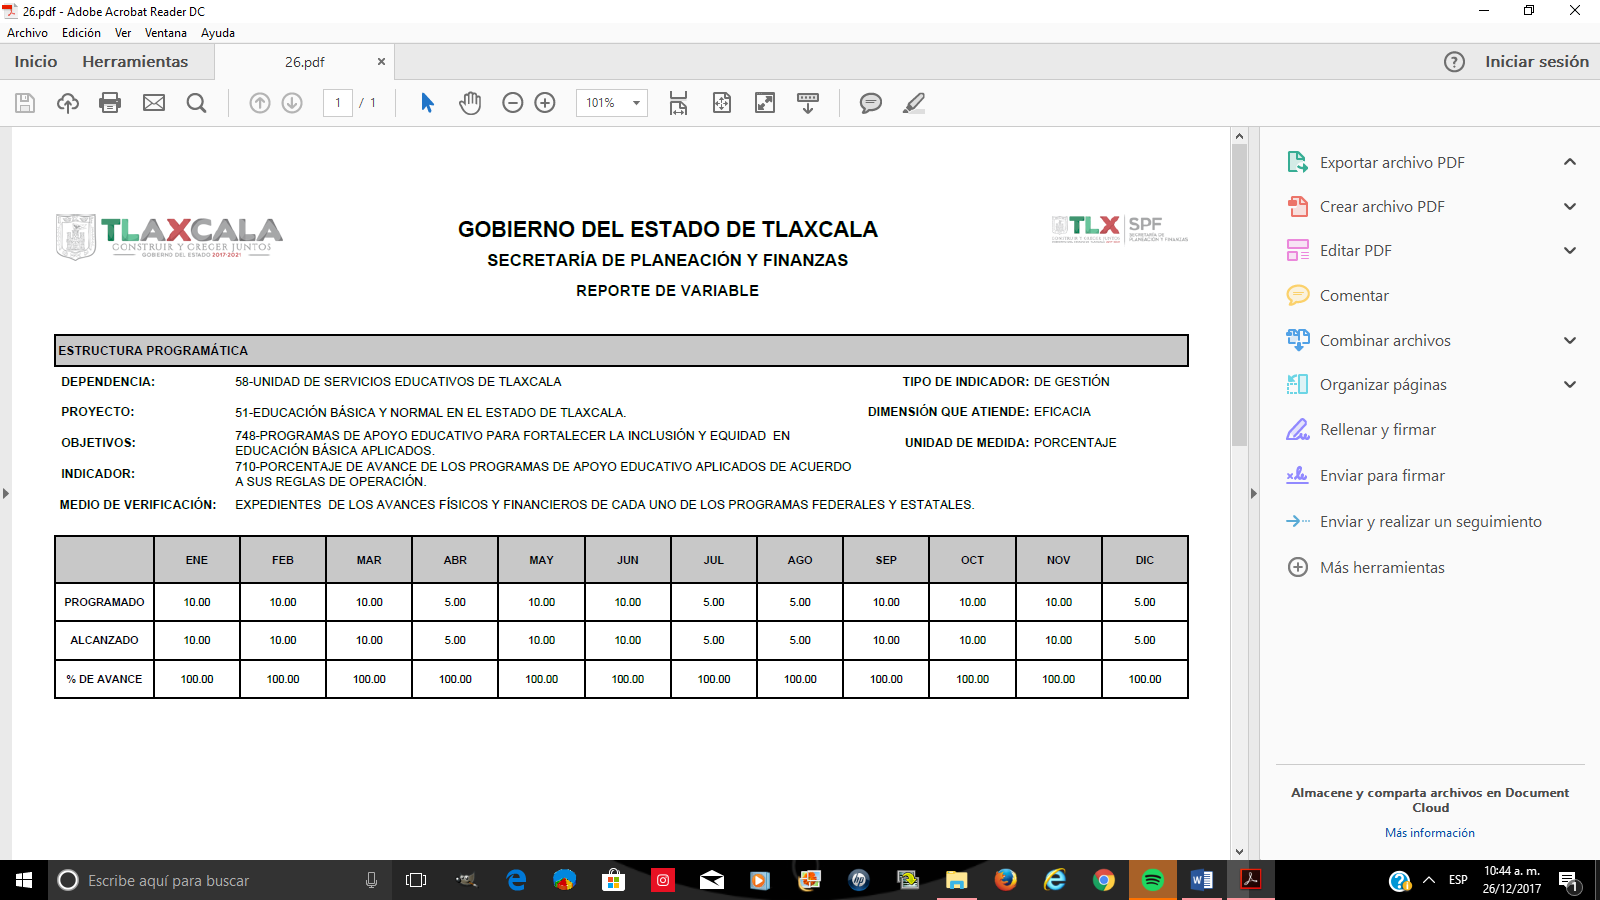 26.pdf - Adobe Acrobat Reader DC
Archivo Edición Ver Ventana Ayuda
Inicio Herramientas 26.pdf × Iniciar sesión
1 / 1 101%
TLAXCALA
CONSTRUIR Y CRECER JUNTOS
GOBIERNO DEL ESTADO 2017-2021
GOBIERNO DEL ESTADO DE TLAXCALA
SECRETARÍA DE PLANEACIÓN Y FINANZAS
REPORTE DE VARIABLE
TLX SPF
SECRETARÍA DE
PLANEACIÓN Y FINANZAS
ESTRUCTURA PROGRAMÁTICA
DEPENDENCIA: 58-UNIDAD DE SERVICIOS EDUCATIVOS DE TLAXCALA TIPO DE INDICADOR: DE GESTIÓN
PROYECTO: 51-EDUCACIÓN BÁSICA Y NORMAL EN EL ESTADO DE TLAXCALA. DIMENSIÓN QUE ATIENDE: EFICACIA
OBJETIVOS: 748-PROGRAMAS DE APOYO EDUCATIVO PARA FORTALECER LA INCLUSIÓN Y EQUIDAD EN
EDUCACIÓN BÁSICA APLICADOS. UNIDAD DE MEDIDA: PORCENTAJE
INDICADOR: 710-PORCENTAJE DE AVANCE DE LOS PROGRAMAS DE APOYO EDUCATIVO APLICADOS DE ACUERDO
A SUS REGLAS DE OPERACIÓN.
MEDIO DE VERIFICACIÓN: EXPEDIENTES DE LOS AVANCES FÍSICOS Y FINANCIEROS DE CADA UNO DE LOS PROGRAMAS FEDERALES Y ESTATALES.
ENE FEB MAR ABR MAY JUN JUL AGO SEP OCT NOV DIC
PROGRAMADO 10.00 10.00 10.00 5.00 10.00 10.00 5.00 5.00 10.00 10.00 10.00 5.00
ALCANZADO 10.00 10.00 10.00 5.00 10.00 10.00 5.00 5.00 10.00 10.00 10.00 5.00
% DE AVANCE 100.00 100.00 100.00 100.00 100.00 100.00 100.00 100.00 100.00 100.00 100.00 100.00
Exportar archivo PDF
Crear archivo PDF
Editar PDF
Comentar
Combinar archivos
Organizar páginas
Rellenar y firmar
Enviar para firmar
Enviar y realizar un seguimiento
Más herramientas
Almacene y comparta archivos en Document
Cloud
Más información
Escribe aquí para buscar
ESP
10:44 a. m.
26/12/2017
1